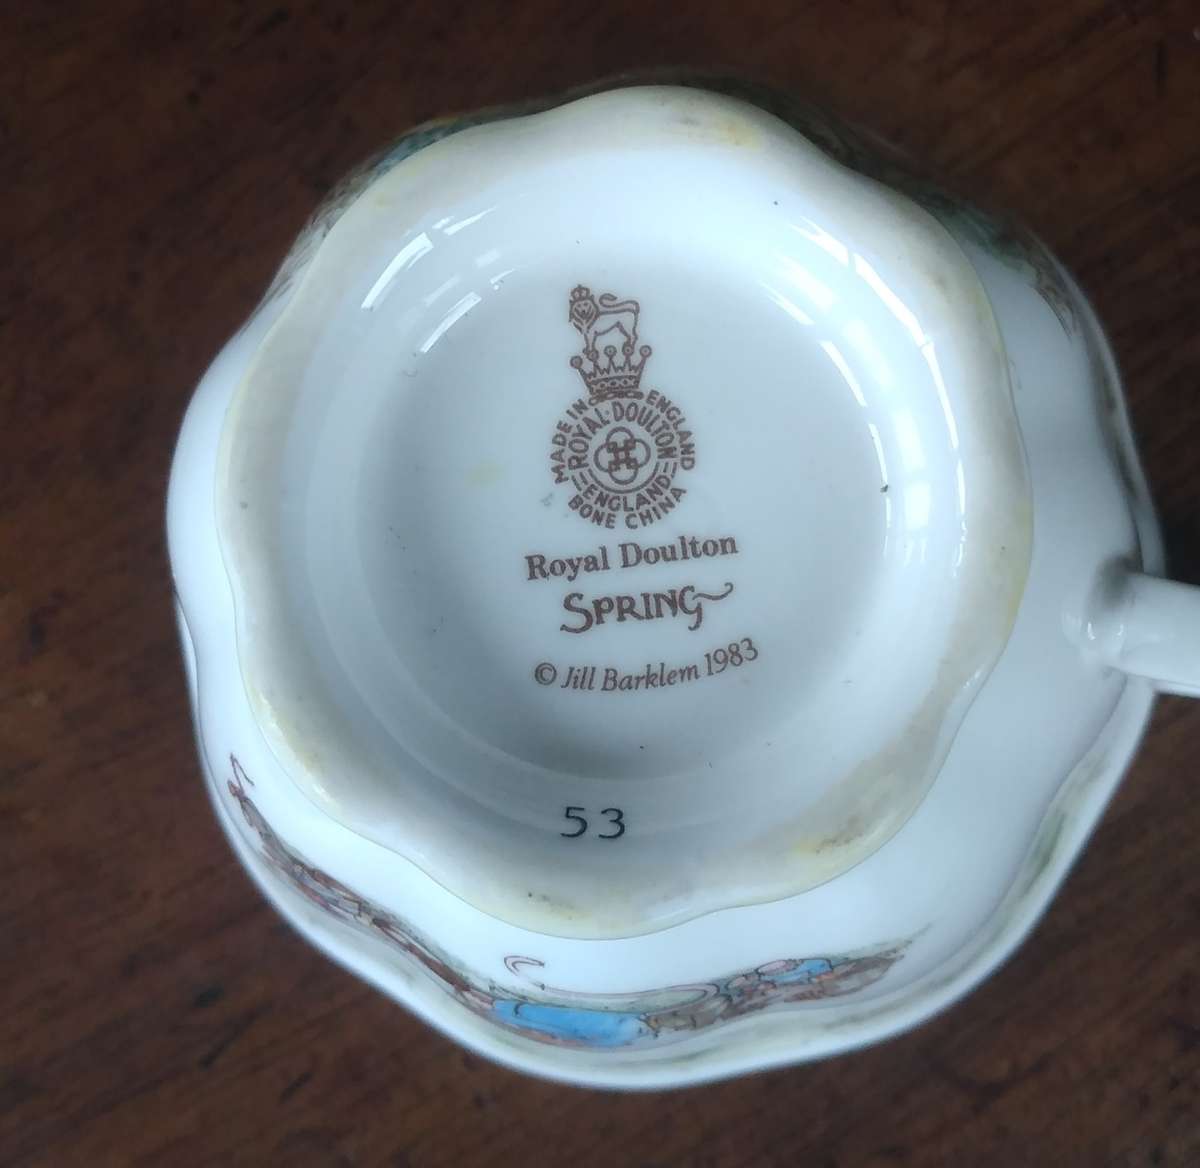 MADE IN ENGLAND
ROYAL·DOULTON
ENGLAND
BONE CHINA
Royal Doulton
SPRING
© Jill Barklem 1983
53